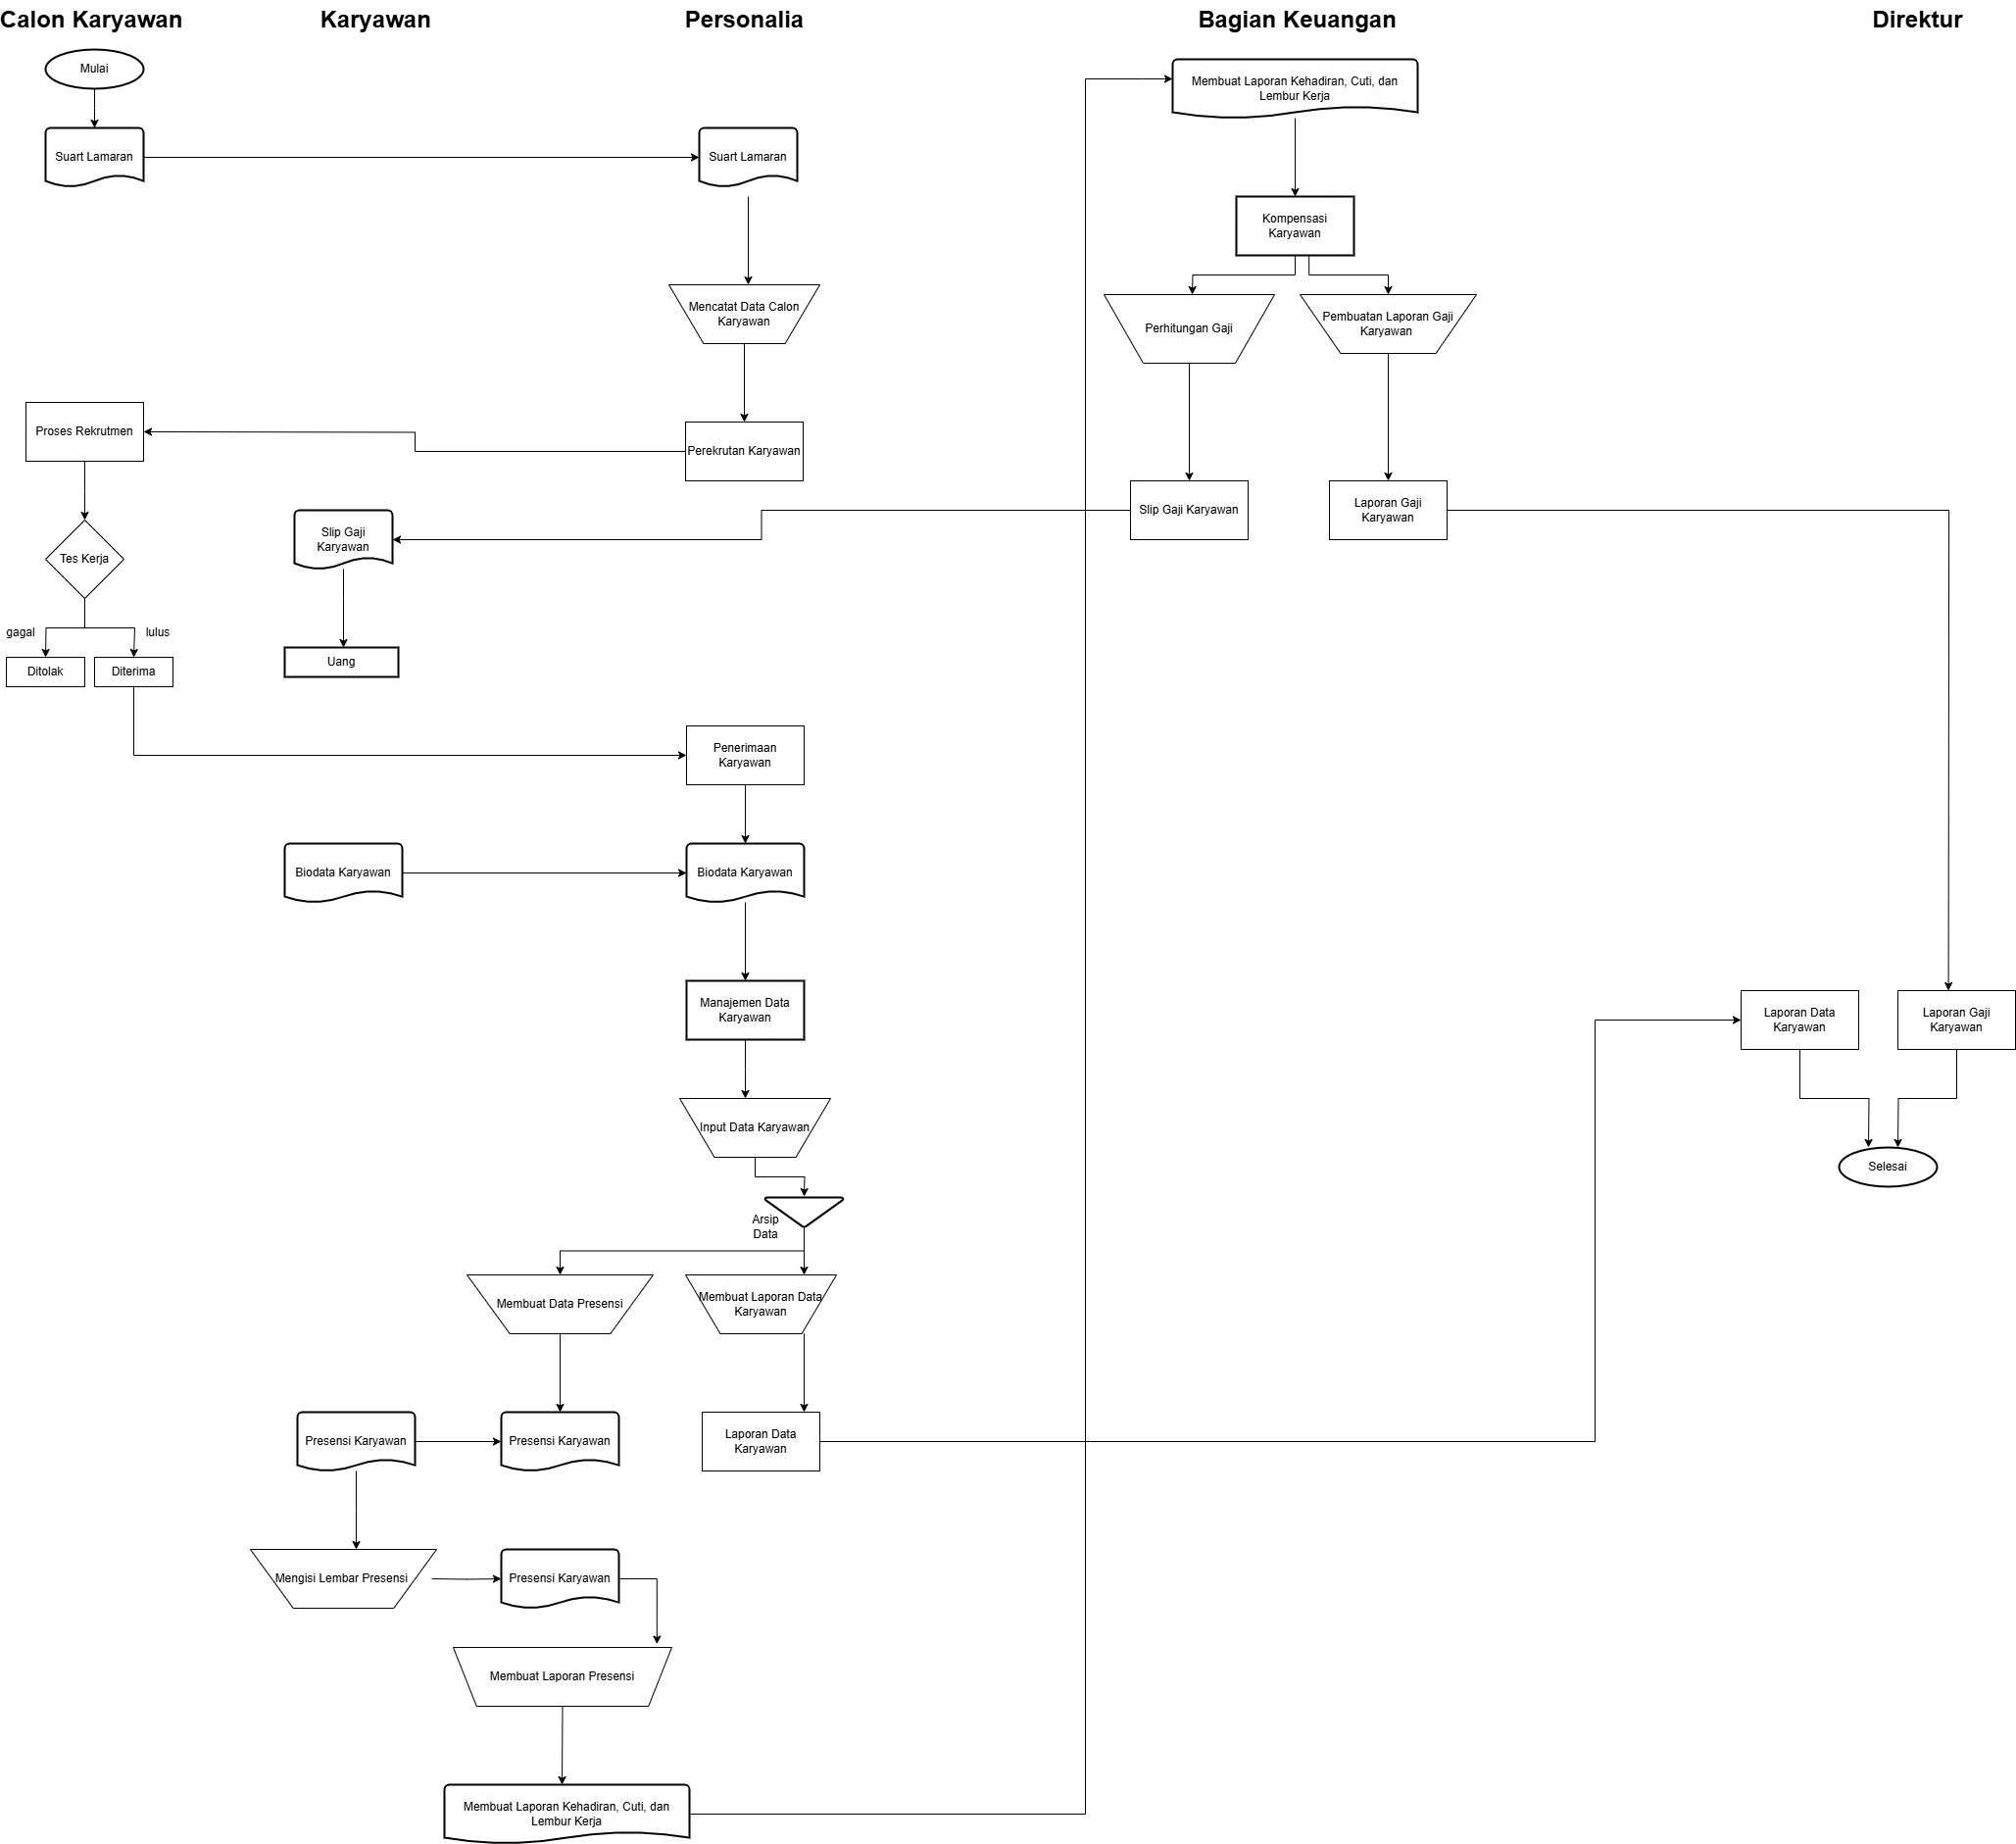 Calon Karyawan
Karyawan
Personalia
Bagian Keuangan
Direktur
Mulai
Membuat Laporan Kehadiran, Cuti, dan
Lembur Kerja
Suart Lamaran
Suart Lamaran
Kompensasi
Karyawan
Mencatat Data Calon
Karyawan
Perhitungan Gaji
Pembuatan Laporan Gaji
Karyawan
Proses Rekrutmen
Perekrutan Karyawan
Slip Gaji
Karyawan
Slip Gaji Karyawan
Laporan Gaji
Karyawan
Tes Kerja
gagal
lulus
Ditolak
Diterima
Uang
Penerimaan
Karyawan
Biodata Karyawan
Biodata Karyawan
Manajemen Data
Karyawan
Laporan Data
Karyawan
Laporan Gaji
Karyawan
Input Data Karyawan
Selesai
Arsip
Data
Membuat Data Presensi
Membuat Laporan Data
Karyawan
Presensi Karyawan
Presensi Karyawan
Laporan Data
Karyawan
Mengisi Lembar Presensi
Presensi Karyawan
Membuat Laporan Presensi
Membuat Laporan Kehadiran, Cuti, dan
Lembur Kerja